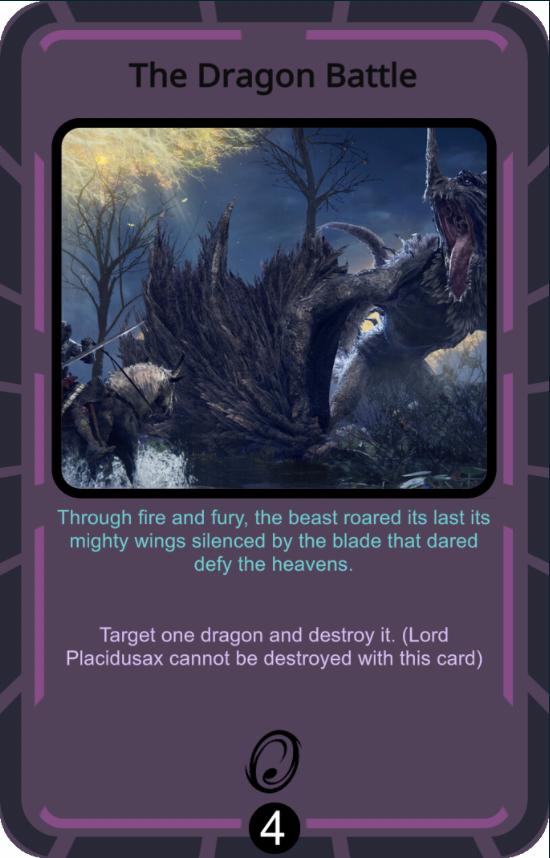 The Dragon Battle
Through fire and fury, the beast roared its last its
mighty wings silenced by the blade that dared
defy the heavens.
Target one dragon and destroy it. (Lord
Placidusax cannot be destroyed with this card)
4